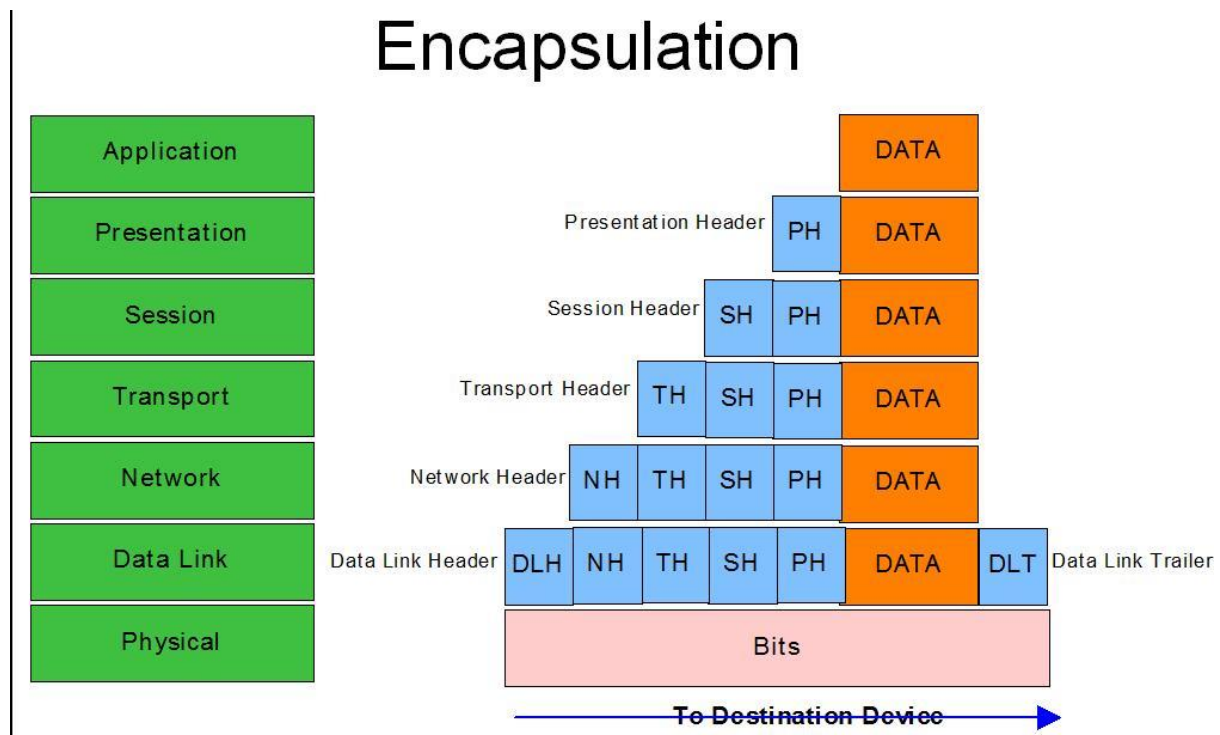 Encapsulation
Application
DATA
Presentation
Presentation Header
PH
DATA
Session
Session Header
SH
PH
DATA
Transport
Transport Header
TH
SH
PH
DATA
Network
Network Header
NH
TH
SH
PH
DATA
Data Link
Data Link Header
DLH
NH
TH
SH
PH
DATA
DLT
Data Link Trailer
Physical
Bits
To Destination Device